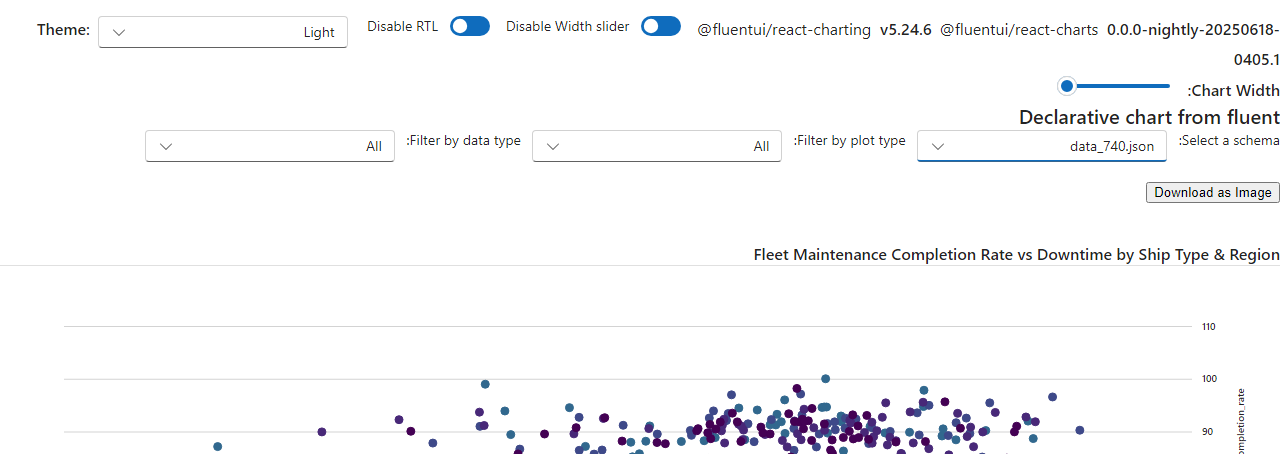 Theme: Light Disable RTL Disable Width slider @fluentui/react-charting v5.24.6 @fluentui/react-charts 0.0.0-nightly-20250618-
0405.1
:Chart Width
Declarative chart from fluent
All :Filter by data type All :Filter by plot type data_740.json :Select a schema
Download as Image
Fleet Maintenance Completion Rate vs Downtime by Ship Type & Region
110
100
90